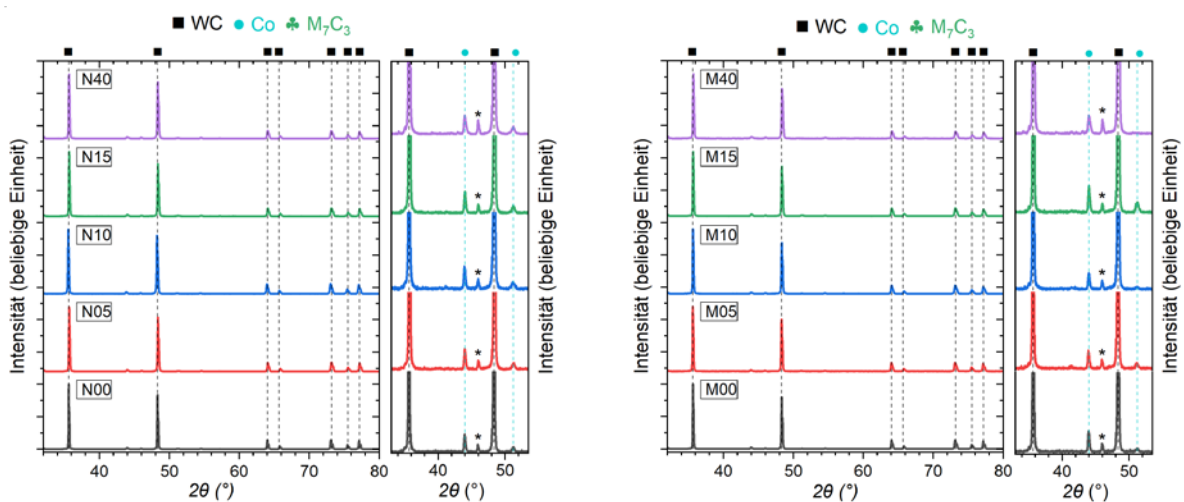 ■ WC ● Co ♣ M₇C₃
N40
N15
N10
N05
N00
*
*
*
*
*
Intensität (beliebige Einheit)
Intensität (beliebige Einheit)
40 50 60 70 80
2θ (°)
40 50
2θ (°)
■ WC ● Co ♣ M₇C₃
M40
M15
M10
M05
M00
*
*
*
*
*
Intensität (beliebige Einheit)
Intensität (beliebige Einheit)
40 50 60 70 80
2θ (°)
40 50
2θ (°)